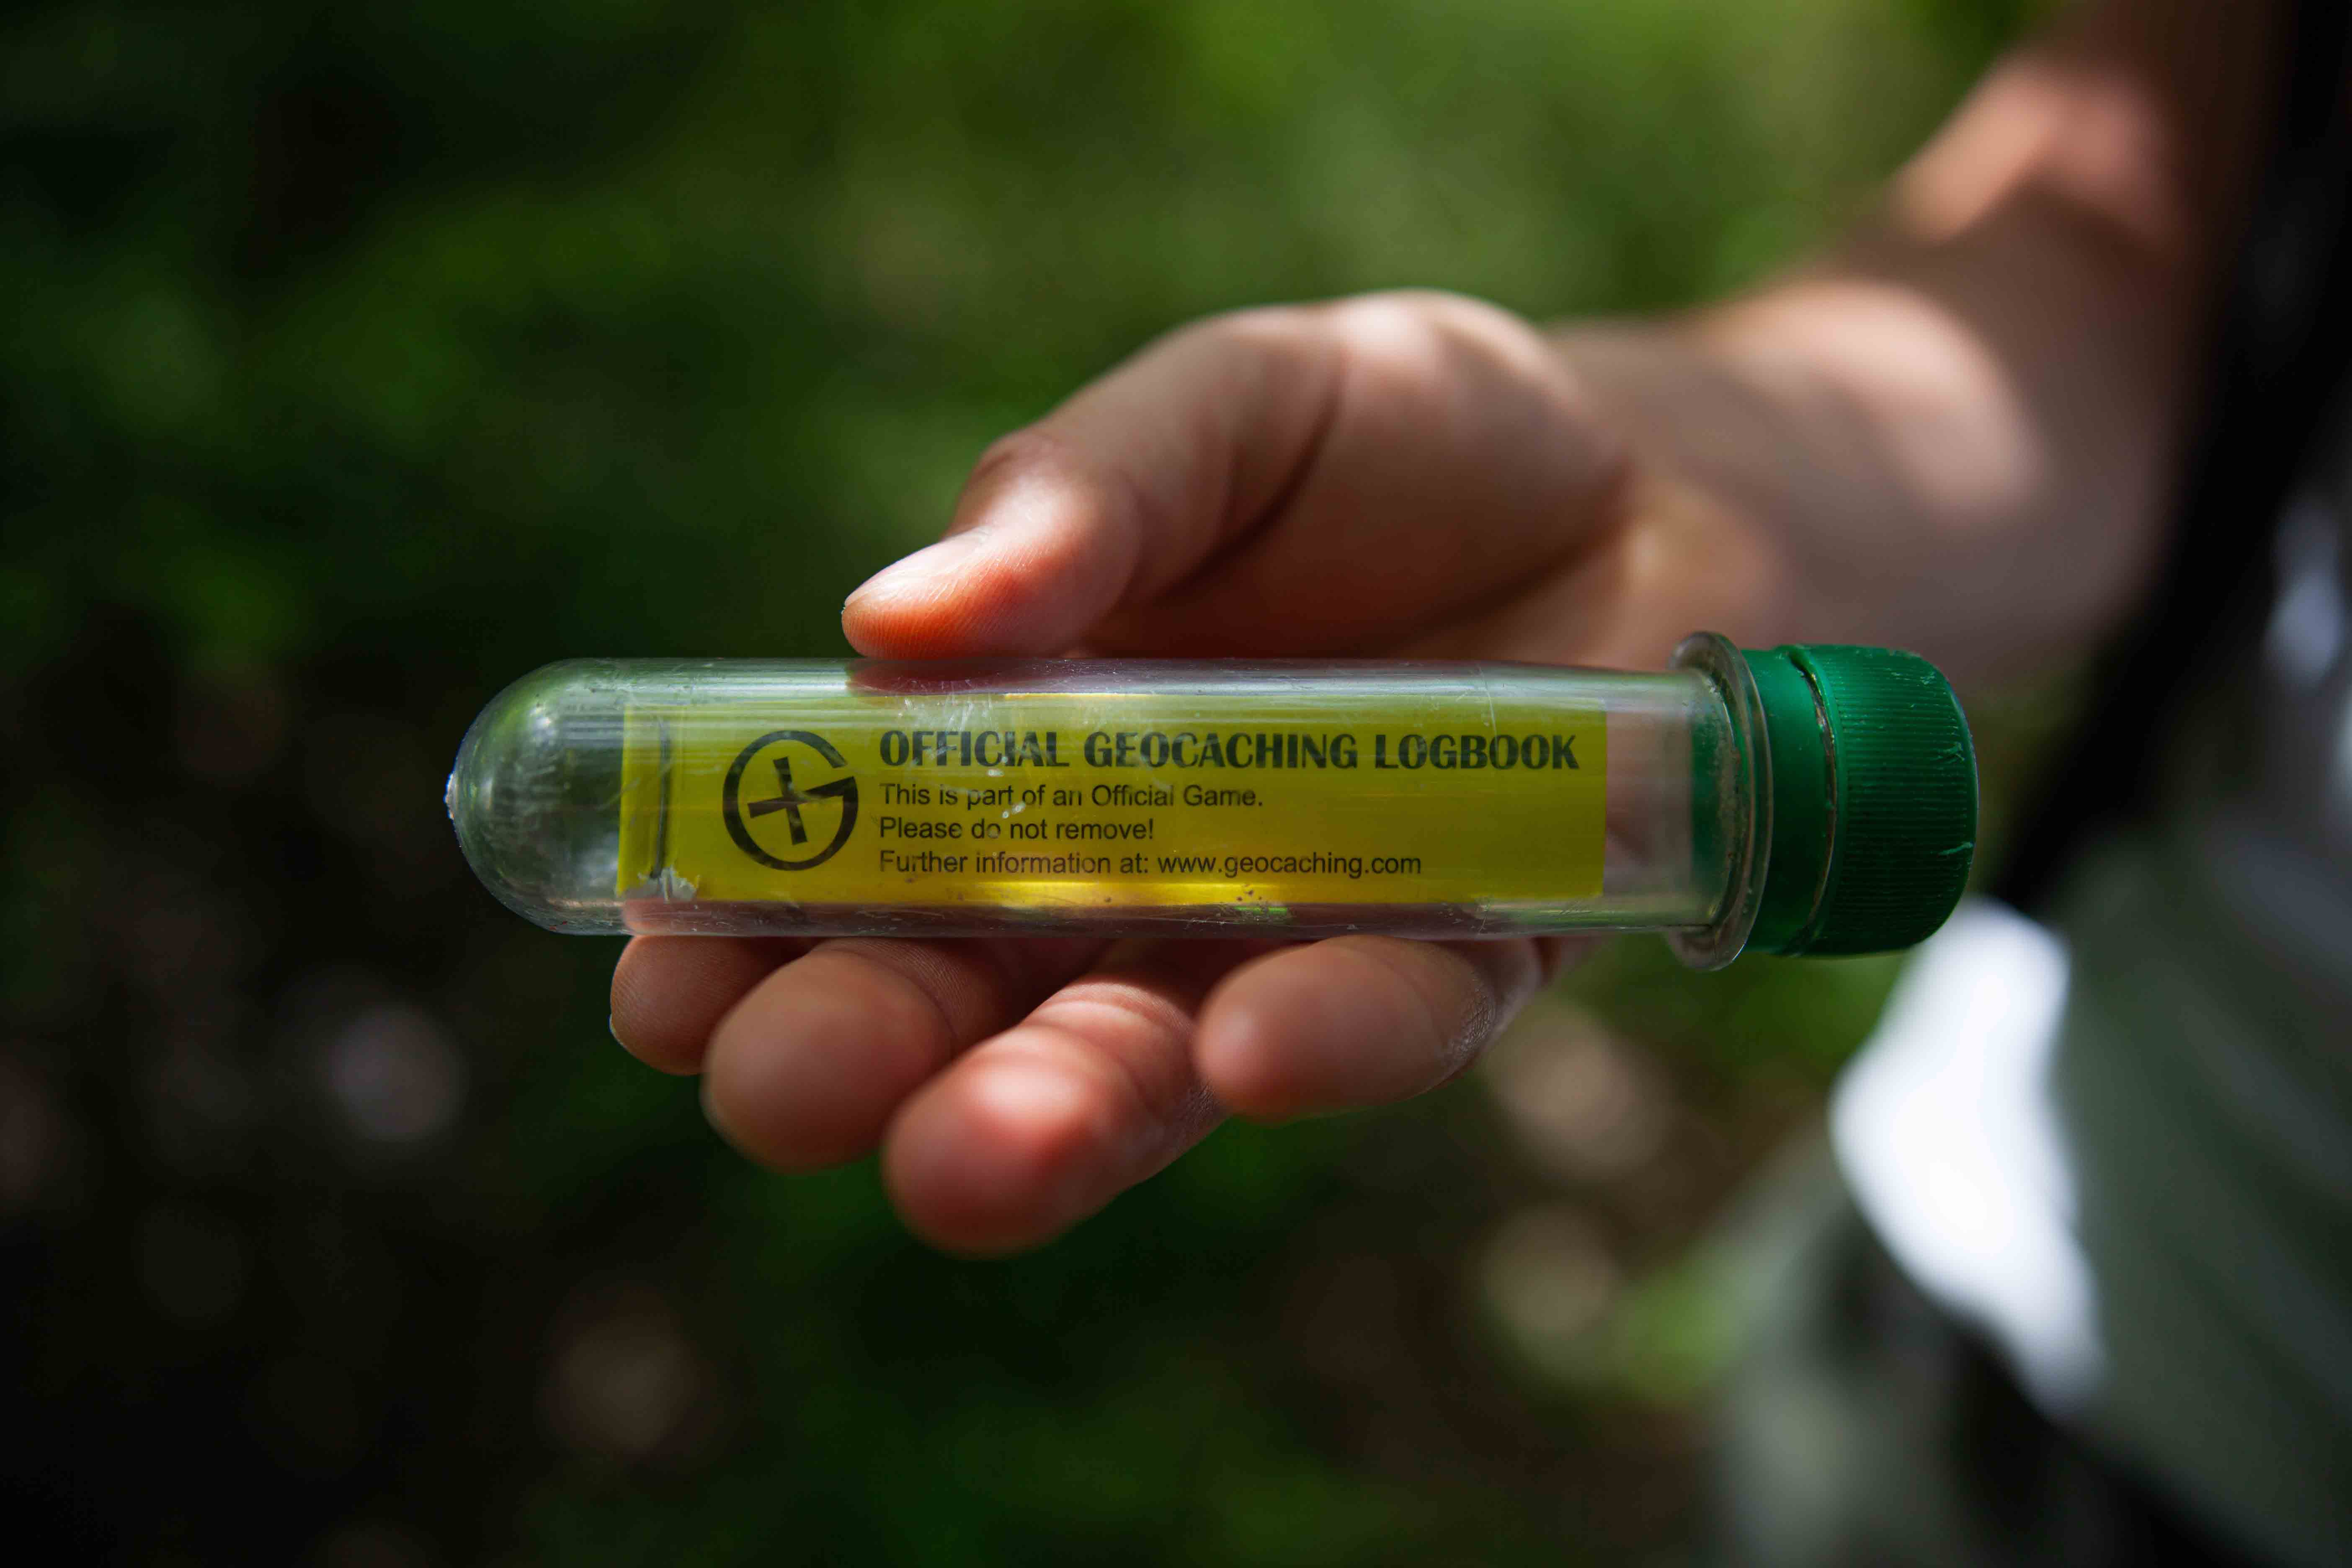 OFFICIAL GEOCACHING LOGBOOK
This is part of an Official Game.
Please do not remove!
Further information at: www.geocaching.com